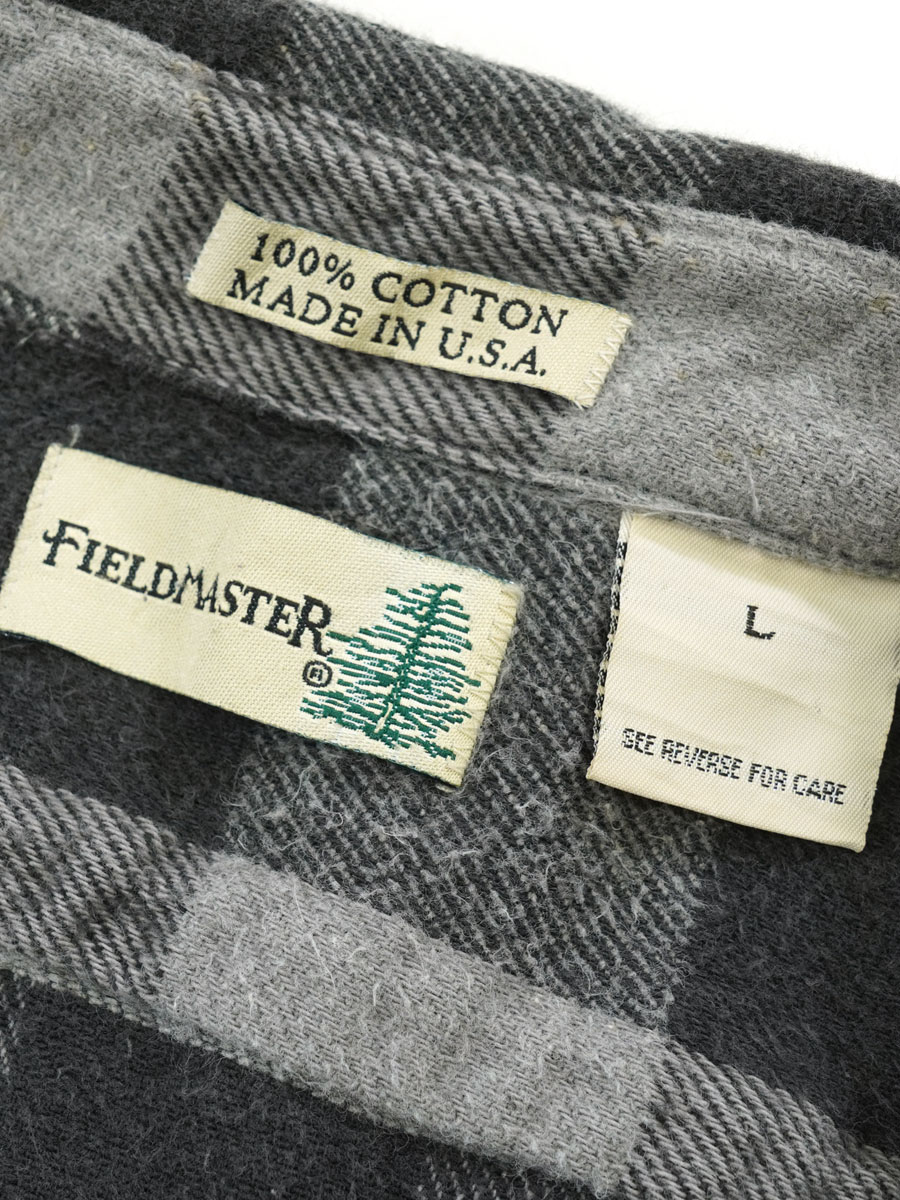 100% COTTON
MADE IN U.S.A.
FIELDMASTER
®
L
SEE REVERSE FOR CARE